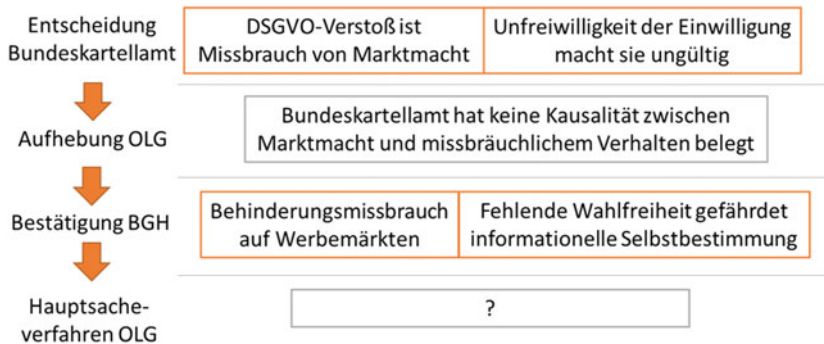 Entscheidung
Bundeskartellamt
DSGVO-Verstoß ist
Missbrauch von Marktmacht
Unfreiwilligkeit der Einwilligung
macht sie ungültig
Aufhebung OLG
Bundeskartellamt hat keine Kausalität zwischen
Marktmacht und missbräuchlichem Verhalten belegt
Bestätigung BGH
Behinderungsmissbrauch
auf Werbemärkten
Fehlende Wahlfreiheit gefährdet
informationelle Selbstbestimmung
Hauptsache-
verfahren OLG
?